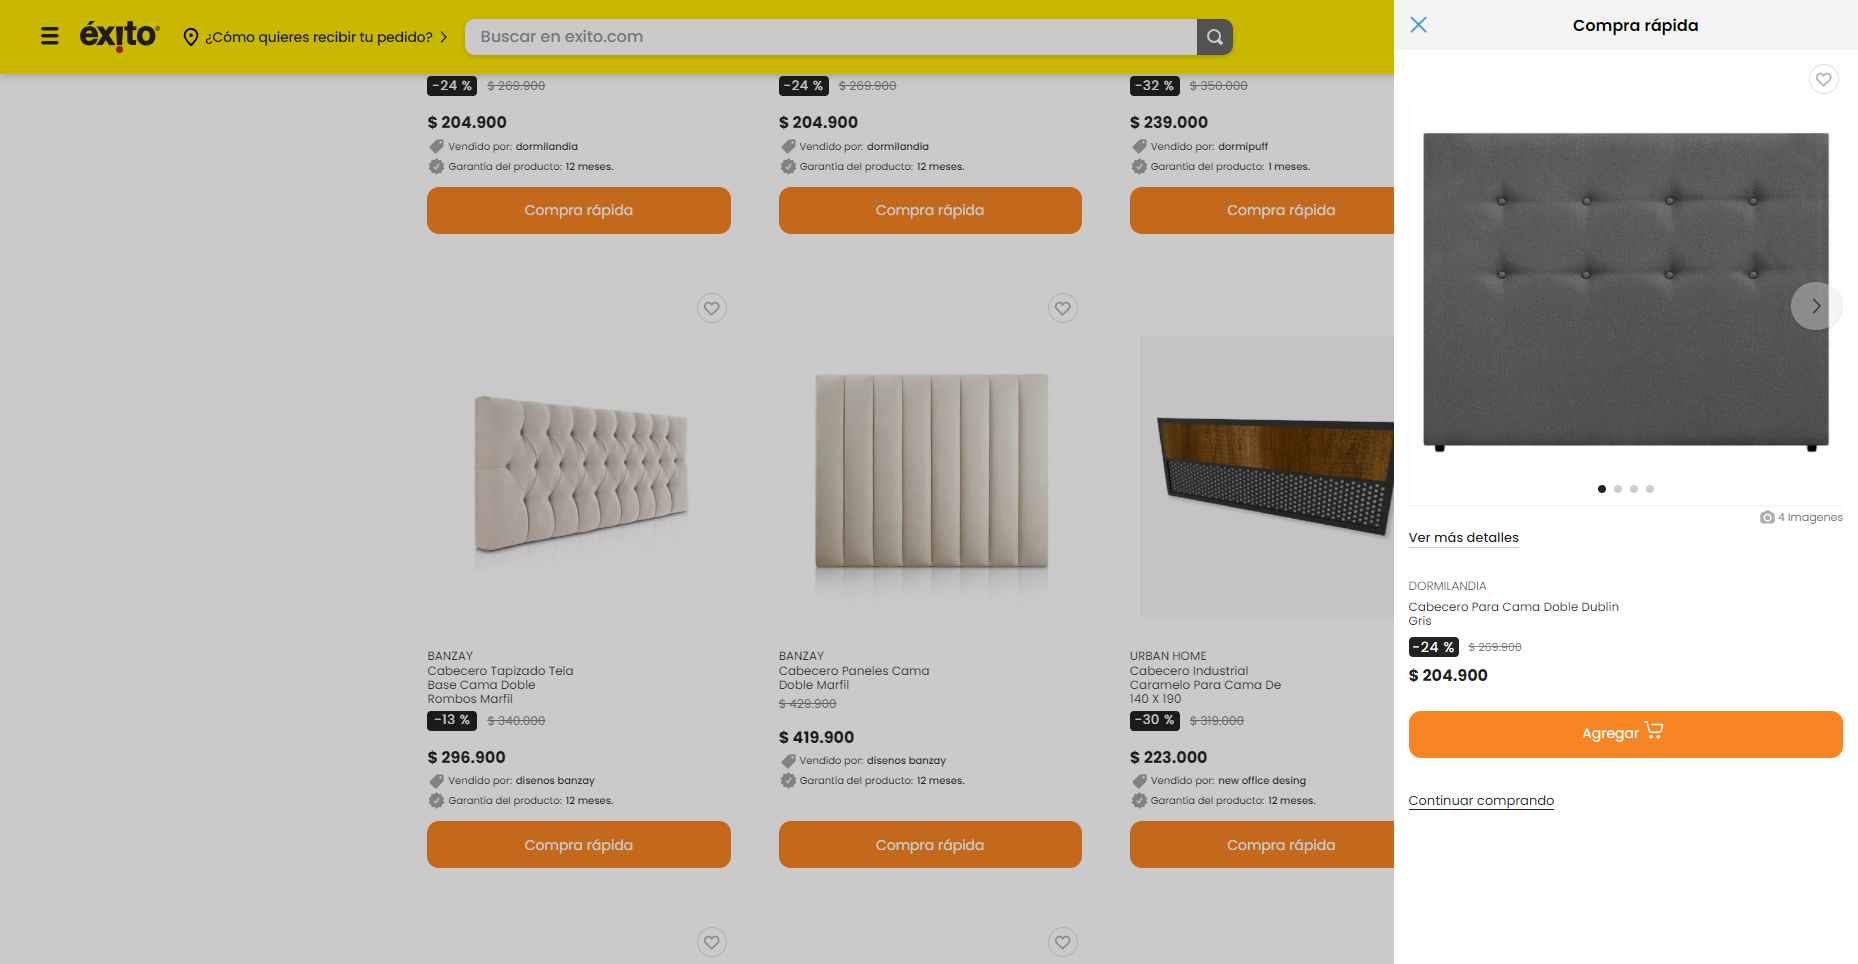 éxito
¿Cómo quieres recibir tu pedido?
Buscar en exito.com
-24 % $ 269.900
$ 204.900
Vendido por: dormilandia
Garantía del producto: 12 meses.
Compra rápida
-24 % $ 269.900
$ 204.900
Vendido por: dormilandia
Garantía del producto: 12 meses.
Compra rápida
-32 % $ 350.000
$ 239.000
Vendido por: dormipuff
Garantía del producto: 1 meses.
Compra rápida
BANZAY
Cabecero Tapizado Tela
Base Cama Doble
Rombos Marfil
-13 % $ 340.000
$ 296.900
Vendido por: disenos banzay
Garantía del producto: 12 meses.
Compra rápida
BANZAY
Cabecero Paneles Cama
Doble Marfil
$ 429.900
$ 419.900
Vendido por: disenos banzay
Garantía del producto: 12 meses.
Compra rápida
URBAN HOME
Cabecero Industrial
Caramelo Para Cama De
140 X 190
-30 % $ 319.000
$ 223.000
Vendido por: new office desing
Garantía del producto: 12 meses.
Compra rápida
Compra rápida
4 Imagenes
Ver más detalles
DORMILANDIA
Cabecero Para Cama Doble Dublin
Gris
-24 % $ 269.900
$ 204.900
Agregar
Continuar comprando